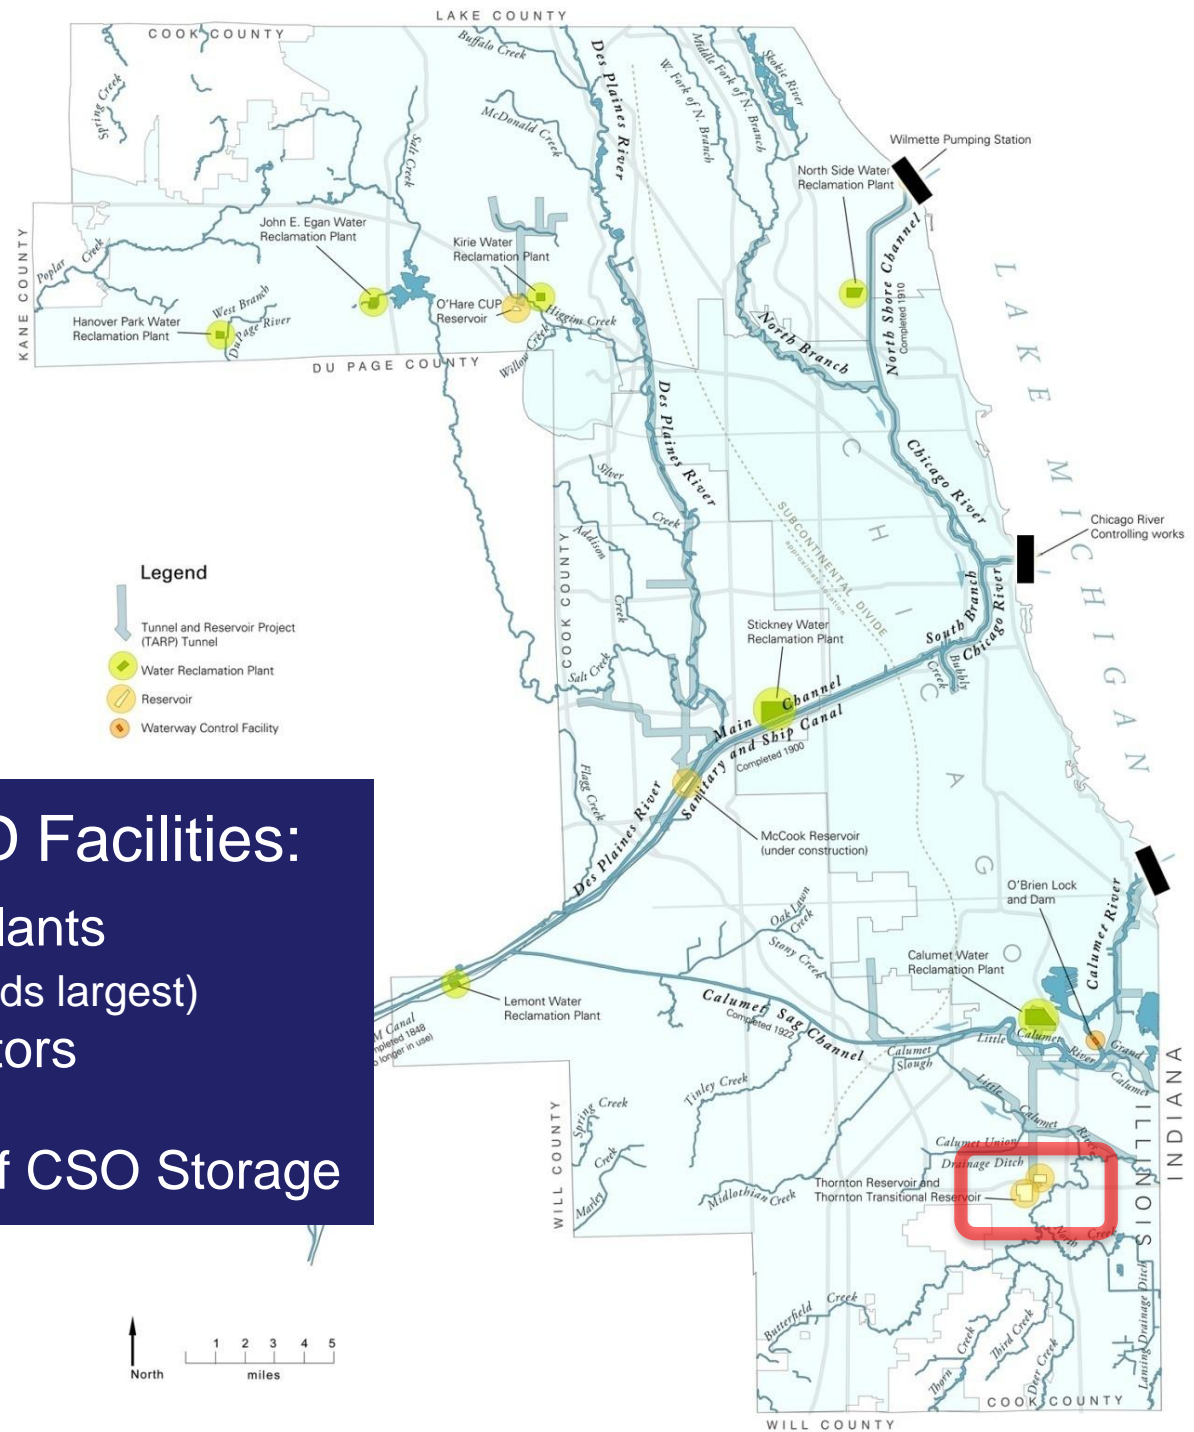 LAKE COUNTY
COOK COUNTY
Buffalo Creek
Des Plaines River
W. Fork of N. Branch
Middle Fork of N. Branch
Skokie River
Spring Creek
McDonald Creek
Salt Creek
Wilmette Pumping Station
North Side Water
Reclamation Plant
John E. Egan Water
Reclamation Plant
Kirie Water
Reclamation Plant
North Shore Channel
Completed 1910
KANE COUNTY
Poplar Creek
West Branch
DuPage River
Hanover Park Water
Reclamation Plant
O'Hare CUP
Reservoir
Higgins Creek
Willow Creek
North Branch
DU PAGE COUNTY
LAKE MICHIGAN
Des Plaines River
CHICAGO
Chicago River
Silver
Creek
Addison
Creek
SUBCONTINENTAL DIVIDE
approximate location
Chicago River
Controlling works
COOK COUNTY
Legend
Tunnel and Reservoir Project
(TARP) Tunnel
Water Reclamation Plant
Reservoir
Waterway Control Facility
Stickney Water
Reclamation Plant
South Branch
Chicago River
Bubbly
Creek
Salt Creek
Main Channel
Sanitary and Ship Canal
Completed 1900
Flagg Creek
Des Plaines River
McCook Reservoir
(under construction)
D Facilities:
lants
ds largest)
tors
f CSO Storage
O'Brien Lock
and Dam
Calumet River
Oak Lawn
Creek
Stony Creek
Calumet Water
Reclamation Plant
Lemont Water
Reclamation Plant
M Canal
mpleted 1848
o longer in use)
Calumet Sag Channel
Completed 1922
Little Calumet River
Grand
Calumet
Calumet
Slough
Little Calumet River
Tinley Creek
Spring Creek
WILL COUNTY
Marley Creek
Midlothian Creek
Calumet Union
Drainage Ditch
Thornton Reservoir and
Thornton Transitional Reservoir
North Creek
ILLINOIS
INDIANA
Lansing Drainage Ditch
Butterfield Creek
Thorn Creek
Third Creek
Deer Creek
COOK COUNTY
WILL COUNTY
North
1 2 3 4 5
miles